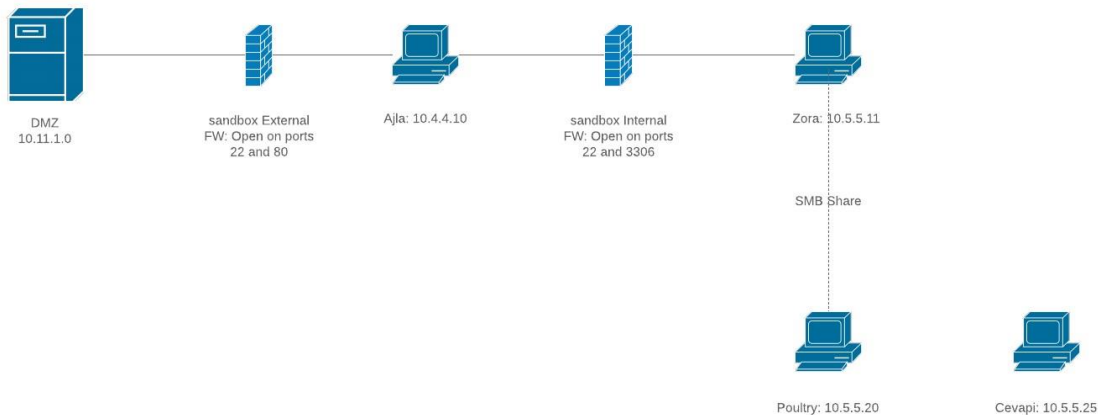 DMZ
10.11.1.0
sandbox External
FW: Open on ports
22 and 80
Ajla: 10.4.4.10
sandbox Internal
FW: Open on ports
22 and 3306
Zora: 10.5.5.11
SMB Share
Poultry: 10.5.5.20
Cevapi: 10.5.5.25